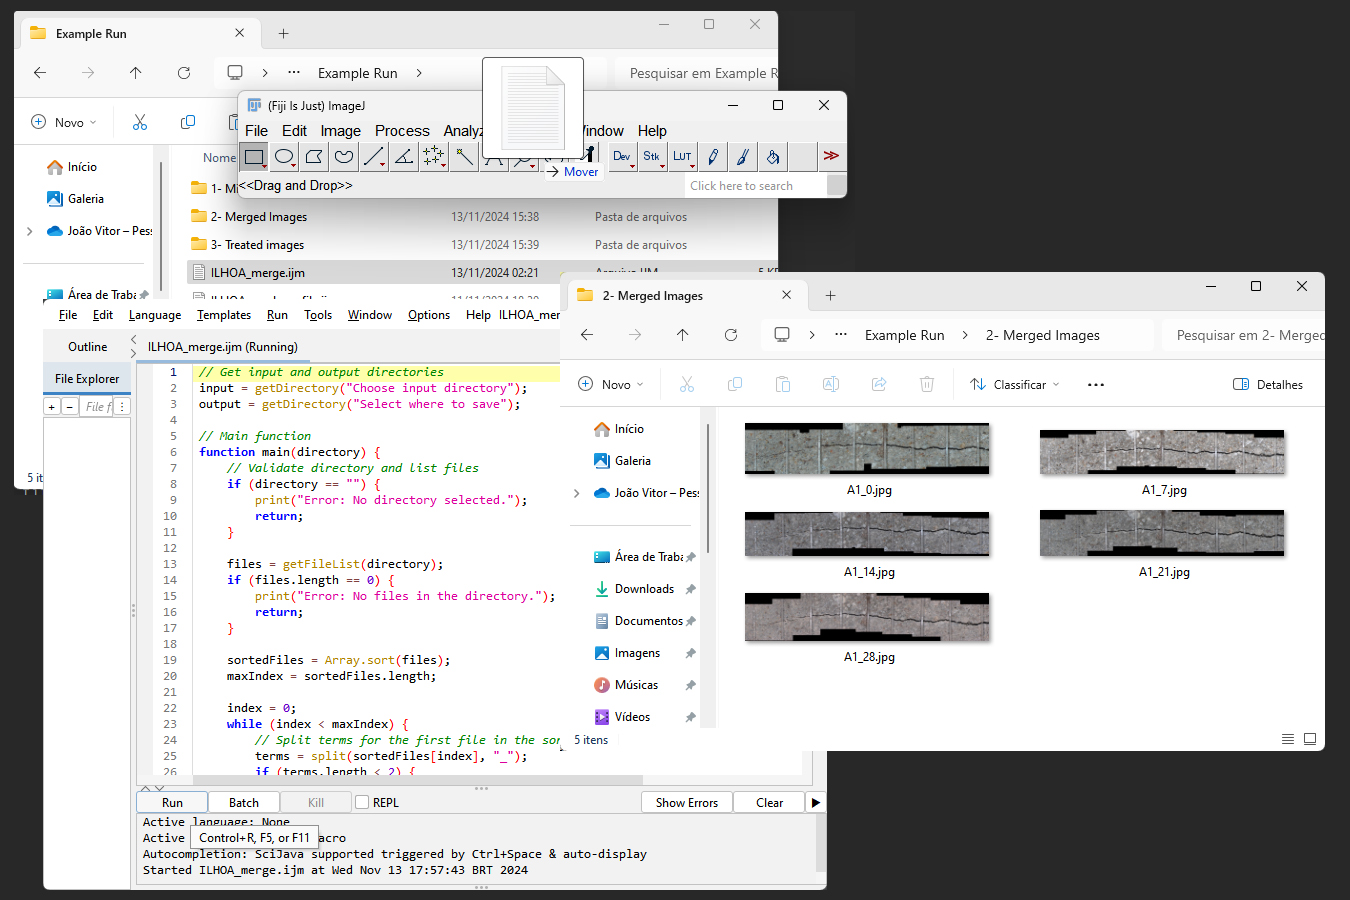 Example Run
Example Run
Pesquisar em Example R
Novo
(Fiji Is Just) ImageJ
File Edit Image Process Analyz indow Help
Dev Stk LUT
Mover
<<Drag and Drop>>
Click here to search
Início
Galeria
João Vitor – Pess
Área de Traba
5 it
Nome
1- Mi
2- Merged Images 13/11/2024 15:38 Pasta de arquivos
3- Treated images 13/11/2024 15:39 Pasta de arquivos
ILHOA_merge.ijm 13/11/2024 02:21 Arquivo IJM 5 KB
File Edit Language Templates Run Tools Window Options Help ILHOA_mer
Outline
File Explorer
+ - File f
ILHOA_merge.ijm (Running)
1 // Get input and output directories
2 input = getDirectory("Choose input directory");
3 output = getDirectory("Select where to save");
4
5 // Main function
6 function main(directory) {
7 // Validate directory and list files
8 if (directory == "") {
9 print("Error: No directory selected.");
10 return;
11 }
12
13 files = getFileList(directory);
14 if (files.length == 0) {
15 print("Error: No files in the directory.");
16 return;
17 }
18
19 sortedFiles = Array.sort(files);
20 maxIndex = sortedFiles.length;
21
22 index = 0;
23 while (index < maxIndex) {
24 // Split terms for the first file in the sor
25 terms = split(sortedFiles[index], "_");
26 if (terms.length < 2) {
Run Batch Kill REPL Show Errors Clear
Active language: None
Active acro
Control+R, F5, or F11
Autocompletion: SciJava supported triggered by Ctrl+Space & auto-display
Started ILHOA_merge.ijm at Wed Nov 13 17:57:43 BRT 2024
2- Merged Images
Example Run 2- Merged Images
Pesquisar em 2- Merged
Novo Classificar Detalhes
Início
Galeria
João Vitor – Pess
Área de Traba
Downloads
Documentos
Imagens
Músicas
Vídeos
A1_0.jpg A1_7.jpg
A1_14.jpg A1_21.jpg
A1_28.jpg
5 itens